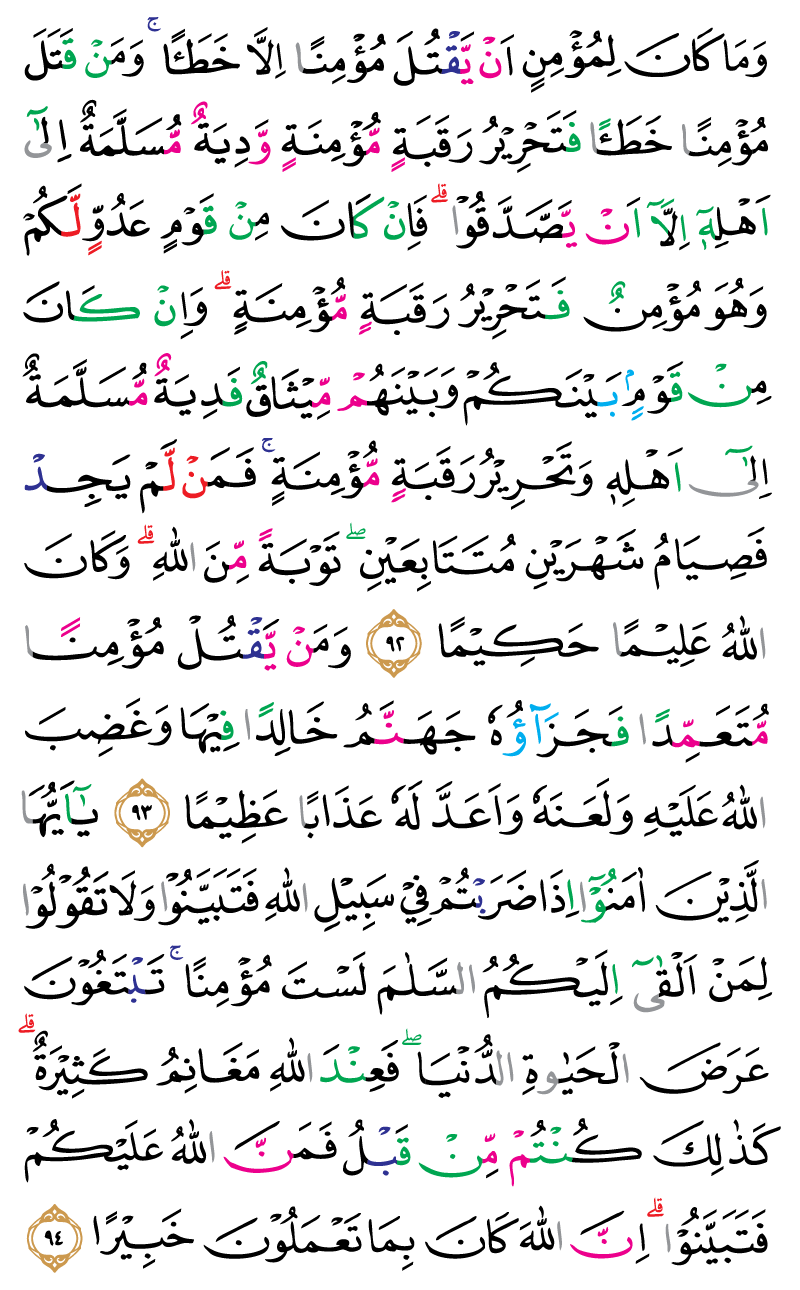 وَمَا كَانَ لِمُؤْمِنٍ اَنْ يَّقْتُلَ مُؤْمِنًا اِلَّا خَطَـًٔا ۚ وَمَنْ قَتَلَ
مُؤْمِنًا خَطَـًٔا فَتَحْرِيْرُ رَقَبَةٍ مُّؤْمِنَةٍ وَّدِيَةٌ مُّسَلَّمَةٌ اِلٰٓى
اَهْلِهٖٓ اِلَّآ اَنْ يَّصَّدَّقُوْا ۗ فَاِنْ كَانَ مِنْ قَوْمٍ عَدُوٍّ لَّكُمْ
وَهُوَ مُؤْمِنٌ فَتَحْرِيْرُ رَقَبَةٍ مُّؤْمِنَةٍ ۗ وَاِنْ كَانَ
مِنْ قَوْمٍۢ بَيْنَكُمْ وَبَيْنَهُمْ مِّيْثَاقٌ فَدِيَةٌ مُّسَلَّمَةٌ
اِلٰٓى اَهْلِهٖ وَتَحْرِيْرُ رَقَبَةٍ مُّؤْمِنَةٍ ۚ فَمَنْ لَّمْ يَجِدْ
فَصِيَامُ شَهْرَيْنِ مُتَتَابِعَيْنِ ۖ تَوْبَةً مِّنَ اللّٰهِ ۗ وَكَانَ
اللّٰهُ عَلِيْمًا حَكِيْمًا ٩٢ وَمَنْ يَّقْتُلْ مُؤْمِنًا
مُّتَعَمِّدًا فَجَزَآؤُهٗ جَهَنَّمُ خَالِدًا فِيْهَا وَغَضِبَ
اللّٰهُ عَلَيْهِ وَلَعَنَهٗ وَاَعَدَّ لَهٗ عَذَابًا عَظِيْمًا ٩٣ يٰٓاَيُّهَا
الَّذِيْنَ اٰمَنُوْٓا اِذَا ضَرَبْتُمْ فِيْ سَبِيْلِ اللّٰهِ فَتَبَيَّنُوْا وَلَا تَقُوْلُوْا
لِمَنْ اَلْقٰٓى اِلَيْكُمُ السَّلٰمَ لَسْتَ مُؤْمِنًا ۚ تَبْتَغُوْنَ
عَرَضَ الْحَيٰوةِ الدُّنْيَا ۖ فَعِنْدَ اللّٰهِ مَغَانِمُ كَثِيْرَةٌ ۗ
كَذٰلِكَ كُنْتُمْ مِّنْ قَبْلُ فَمَنَّ اللّٰهُ عَلَيْكُمْ
فَتَبَيَّنُوْا ۗ اِنَّ اللّٰهَ كَانَ بِمَا تَعْمَلُوْنَ خَبِيْرًا ٩٤